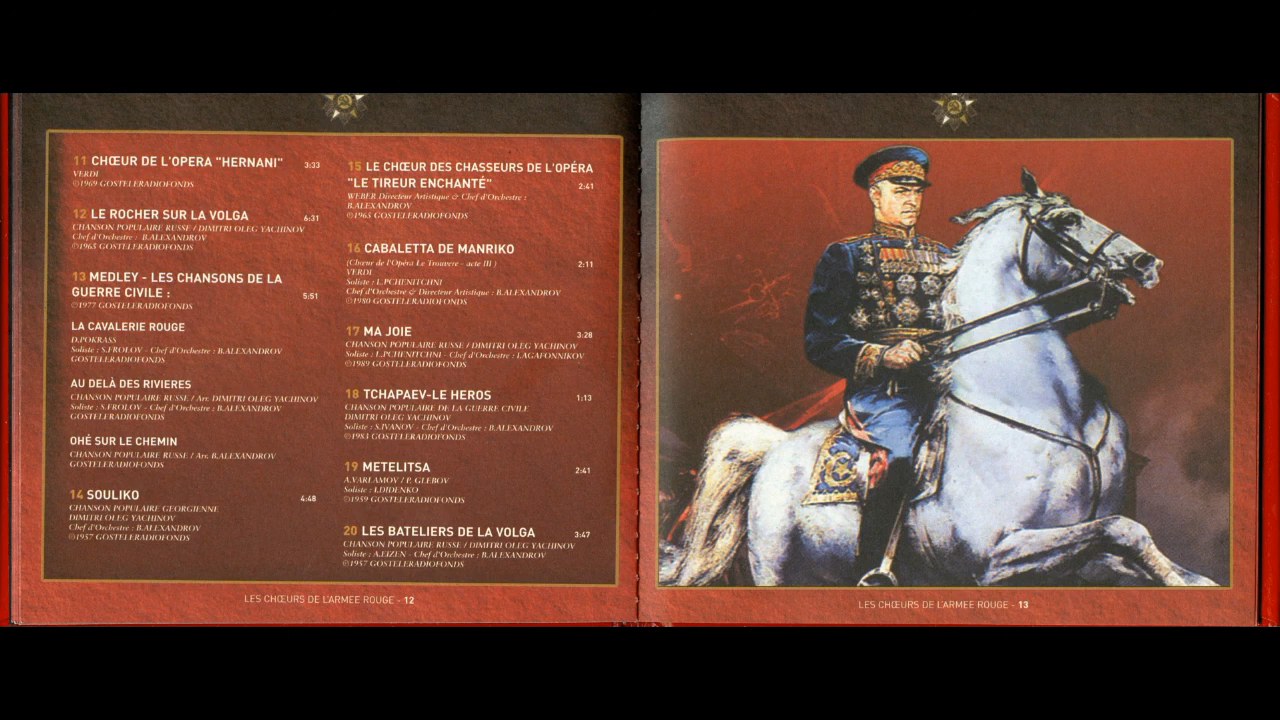 11 CHŒUR DE L'OPERA "HERNANI" 3:33
VERDI
©1969 GOSTELERADIOFONDS
12 LE ROCHER SUR LA VOLGA 6:31
CHANSON POPULAIRE RUSSE / DIMITRI OLEG YACHINOV
Chef d'Orchestre : B.ALEXANDROV
©1965 GOSTELERADIOFONDS
13 MEDLEY - LES CHANSONS DE LA
GUERRE CIVILE : 5:51
©1977 GOSTELERADIOFONDS
LA CAVALERIE ROUGE
D.POKRASS
Soliste : S.FROLOV - Chef d'Orchestre : B.ALEXANDROV
GOSTELERADIOFONDS
AU DELÀ DES RIVIERES
CHANSON POPULAIRE RUSSE / Arr. DIMITRI OLEG YACHINOV
Soliste : S.FROLOV - Chef d'Orchestre : B.ALEXANDROV
GOSTELERADIOFONDS
OHÉ SUR LE CHEMIN
CHANSON POPULAIRE RUSSE / Arr. B.ALEXANDROV
GOSTELERADIOFONDS
14 SOULIKO 4:48
CHANSON POPULAIRE GEORGIENNE
DIMITRI OLEG YACHINOV
Chef d'Orchestre : B.ALEXANDROV
©1957 GOSTELERADIOFONDS
15 LE CHŒUR DES CHASSEURS DE L'OPÉRA
"LE TIREUR ENCHANTÉ" 2:41
WEBER Directeur Artistique & Chef d'Orchestre :
B.ALEXANDROV
©1965 GOSTELERADIOFONDS
16 CABALETTA DE MANRIKO
(Chœur de l'Opéra Le Trouvere - acte III ) 2:11
VERDI
Soliste : L.PCHENITCHNI
Chef d'Orchestre & Directeur Artistique : B.ALEXANDROV
©1980 GOSTELERADIOFONDS
17 MA JOIE 3:28
CHANSON POPULAIRE RUSSE / DIMITRI OLEG YACHINOV
Soliste : L.PCHENITCHNI - Chef d'Orchestre : I.AGAFONNIKOV
©1989 GOSTELERADIOFONDS
18 TCHAPAEV-LE HEROS 1:13
CHANSON POPULAIRE DE LA GUERRE CIVILE
DIMITRI OLEG YACHINOV
Soliste : S.IVANOV - Chef d'Orchestre : B.ALEXANDROV
©1983 GOSTELERADIOFONDS
19 METELITSA 2:41
A.VARLAMOV / P. GLEBOV
Soliste : I.DIDENKO
©1959 GOSTELERADIOFONDS
20 LES BATELIERS DE LA VOLGA 3:47
CHANSON POPULAIRE RUSSE / DIMITRI OLEG YACHINOV
Soliste : A.EIZEN - Chef d'Orchestre : B.ALEXANDROV
©1957 GOSTELERADIOFONDS
LES CHŒURS DE L'ARMEE ROUGE - 12
LES CHŒURS DE L'ARMEE ROUGE - 13